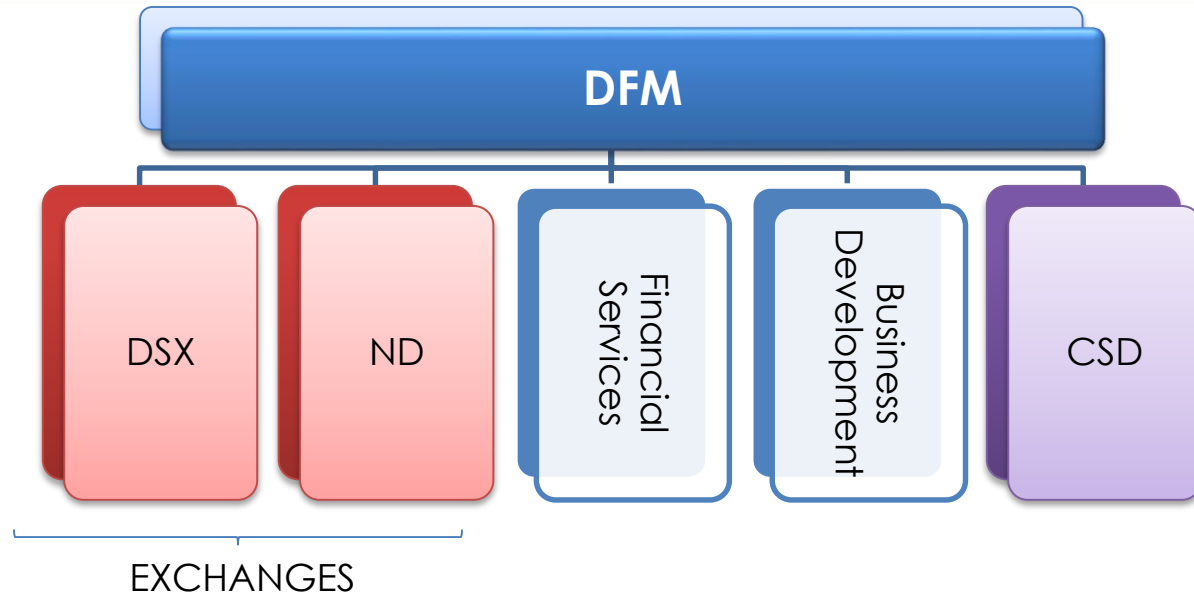 DFM
DSX
ND
Financial
Services
Business
Development
CSD
EXCHANGES